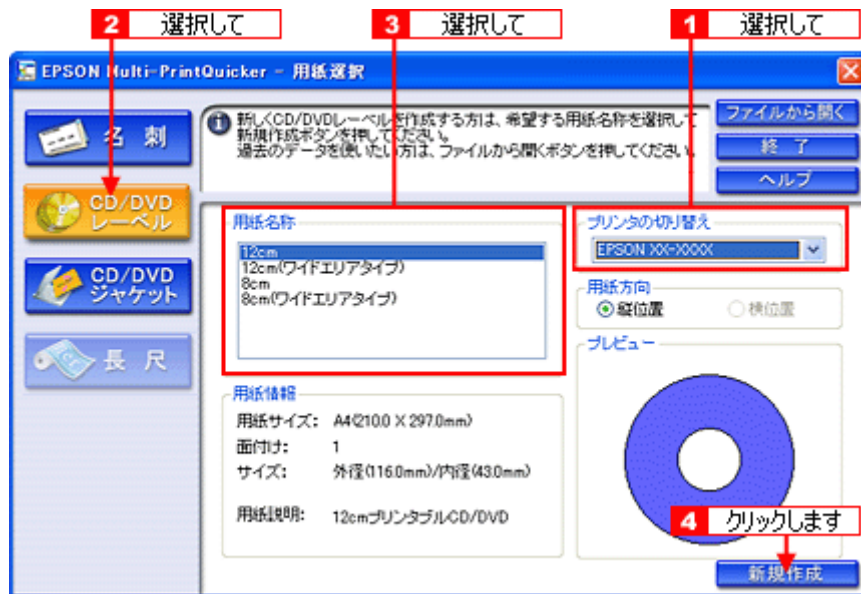 2 選択して
3 選択して
1 選択して
EPSON Multi-PrintQuicker - 用紙選択
名 刺
CD/DVD
レーベル
CD/DVD
ジャケット
長 尺
新しくCD/DVDレーベルを作成する方は、希望する用紙名称を選択して
新規作成ボタンを押してください。
過去のデータを使いたい方は、ファイルから開くボタンを押してください。
ファイルから開く
終 了
ヘルプ
用紙名称
12cm
12cm(ワイドエリアタイプ)
8cm
8cm(ワイドエリアタイプ)
プリンタの切り替え
EPSON XX-XXXX
用紙方向
縦位置
横位置
プレビュー
用紙情報
用紙サイズ: A4(210.0 X 297.0mm)
面付け: 1
サイズ: 外径(116.0mm)/内径(43.0mm)
用紙説明: 12cmプリンタブルCD/DVD
4 クリックします
新規作成